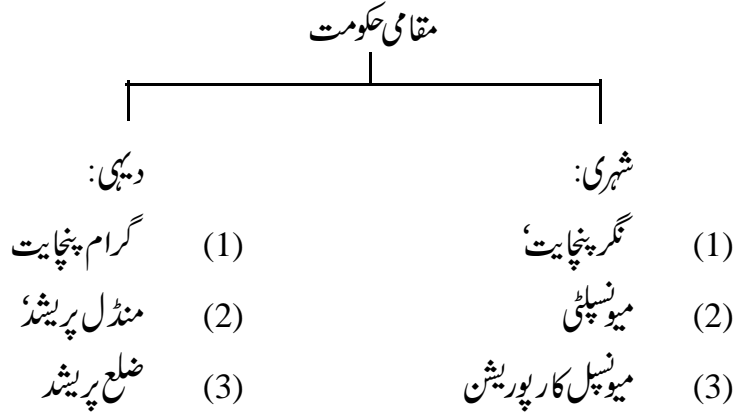 مقامی حکومت
شہری: دیہی:
(1) نگر پنچایت، (1) گرام پنچایت
(2) میونسپلٹی (2) منڈل پریشد،
(3) میونسپل کارپوریشن (3) ضلع پریشد